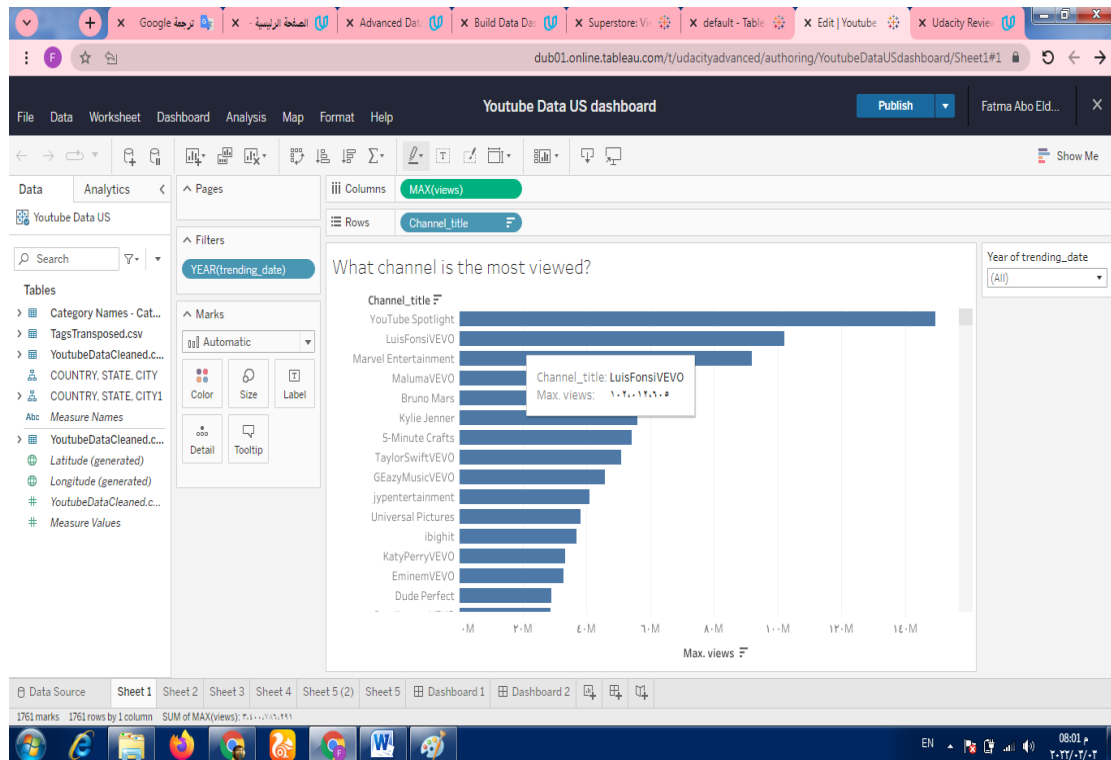 Google ترجمة
الصفحة الرئيسية -
Advanced Dat
Build Data Da
Superstore: Vi
default - Table
Edit | Youtube
Udacity Review
F
dub01.online.tableau.com/t/udacityadvanced/authoring/YoutubeDataUSdashboard/Sheet1#1
Youtube Data US dashboard
Publish
Fatma Abo Eld...
File Data Worksheet Dashboard Analysis Map Format Help
Show Me
Data Analytics
Youtube Data US
Search
Tables
Category Names - Cat...
TagsTransposed.csv
YoutubeDataCleaned.c...
COUNTRY, STATE, CITY
COUNTRY, STATE, CITY1
Abc Measure Names
YoutubeDataCleaned.c...
Latitude (generated)
Longitude (generated)
# YoutubeDataCleaned.c...
# Measure Values
Pages
Filters
YEAR(trending_date)
Marks
Automatic
Color Size Label
Detail Tooltip
Columns MAX(views)
Rows Channel_title
What channel is the most viewed?
Channel_title
YouTube Spotlight
LuisFonsiVEVO
Marvel Entertainment
MalumaVEVO
Bruno Mars
Kylie Jenner
5-Minute Crafts
TaylorSwiftVEVO
GEazyMusicVEVO
jypentertainment
Universal Pictures
ibighit
KatyPerryVEVO
EminemVEVO
Dude Perfect
Channel_title: LuisFonsiVEVO
Max. views: ١٠٢،٠١٢،٦٠٥
٠M ٢٠M ٤٠M ٦٠M ٨٠M ١٠٠M ١٢٠M ١٤٠M
Max. views
Year of trending_date
(All)
Data Source Sheet 1 Sheet 2 Sheet 3 Sheet 4 Sheet 5 (2) Sheet 5 Dashboard 1 Dashboard 2
1761 marks 1761 rows by 1 column SUM of MAX(views):
EN
08:01 م
٢٠٢٢/٠٣/٠٣